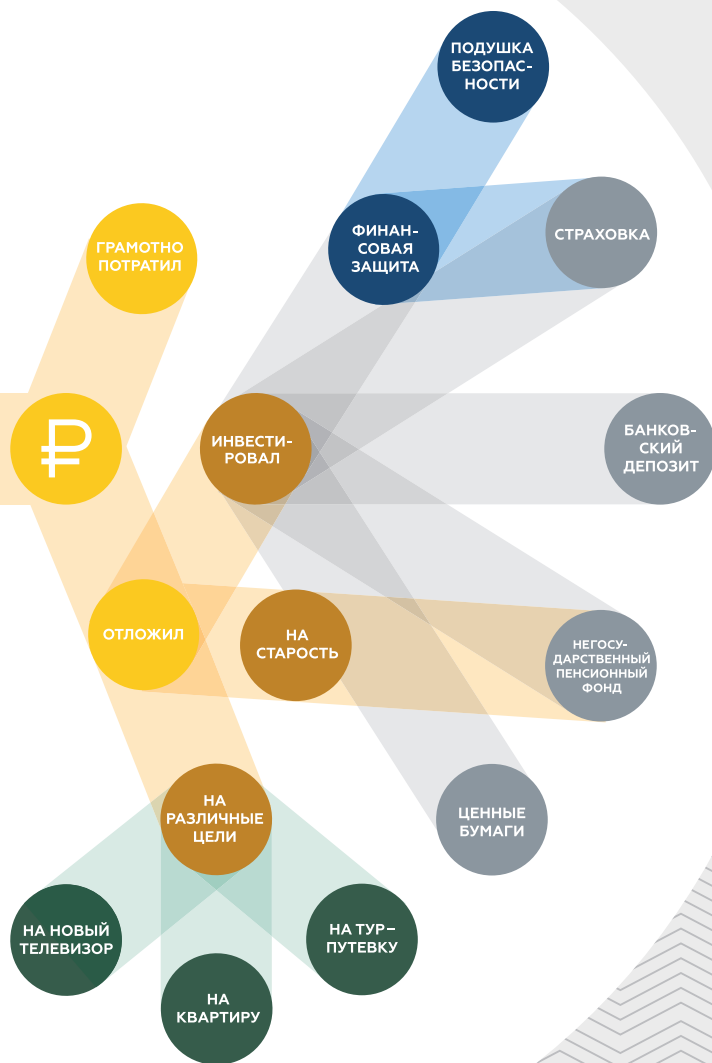 ПОДУШКА
БЕЗОПАС-
НОСТИ
ГРАМОТНО
ПОТРАТИЛ
ФИНАН-
СОВАЯ
ЗАЩИТА
СТРАХОВКА
₽
ИНВЕСТИ-
РОВАЛ
БАНКОВ-
СКИЙ
ДЕПОЗИТ
ОТЛОЖИЛ
НА
СТАРОСТЬ
НЕГОСУ-
ДАРСТВЕННЫЙ
ПЕНСИОННЫЙ
ФОНД
НА
РАЗЛИЧНЫЕ
ЦЕЛИ
ЦЕННЫЕ
БУМАГИ
НА НОВЫЙ
ТЕЛЕВИЗОР
НА ТУР–
ПУТЕВКУ
НА
КВАРТИРУ